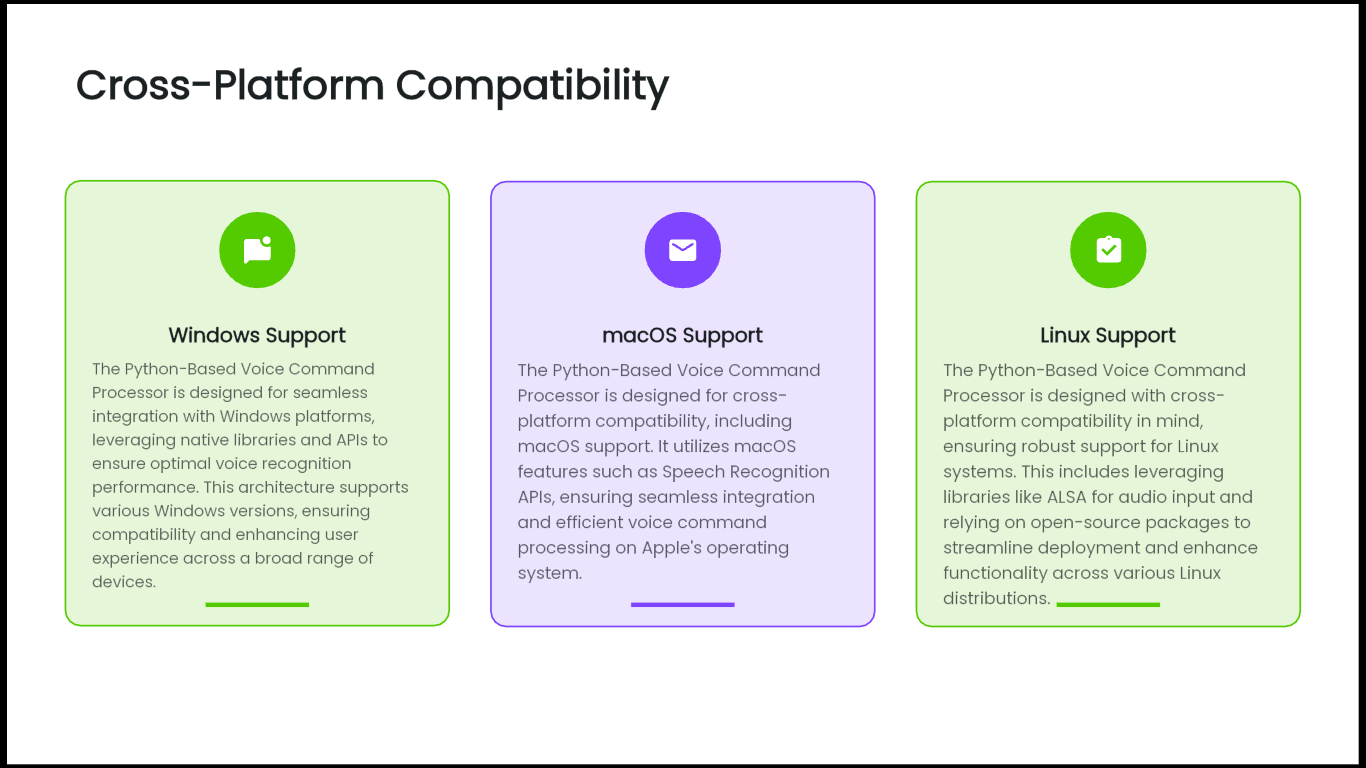 Cross-Platform Compatibility
Windows Support
The Python-Based Voice Command
Processor is designed for seamless
integration with Windows platforms,
leveraging native libraries and APIs to
ensure optimal voice recognition
performance. This architecture supports
various Windows versions, ensuring
compatibility and enhancing user
experience across a broad range of
devices.
macOS Support
The Python-Based Voice Command
Processor is designed for cross-
platform compatibility, including
macOS support. It utilizes macOS
features such as Speech Recognition
APIs, ensuring seamless integration
and efficient voice command
processing on Apple's operating
system.
Linux Support
The Python-Based Voice Command
Processor is designed with cross-
platform compatibility in mind,
ensuring robust support for Linux
systems. This includes leveraging
libraries like ALSA for audio input and
relying on open-source packages to
streamline deployment and enhance
functionality across various Linux
distributions.